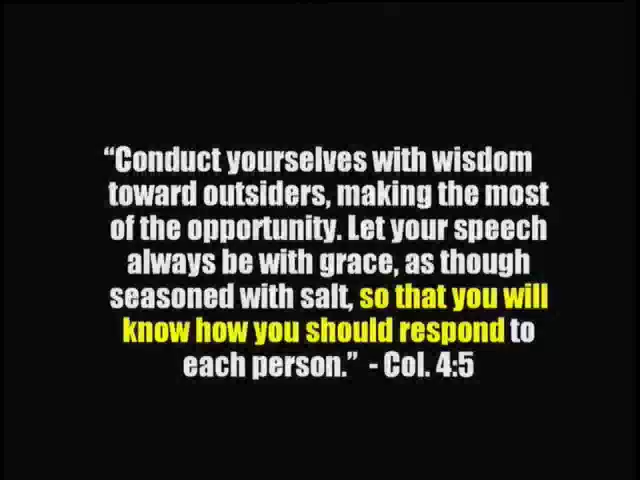 “Conduct yourselves with wisdom
toward outsiders, making the most
of the opportunity. Let your speech
always be with grace, as though
seasoned with salt, so that you will
know how you should respond to
each person.”  - Col. 4:5